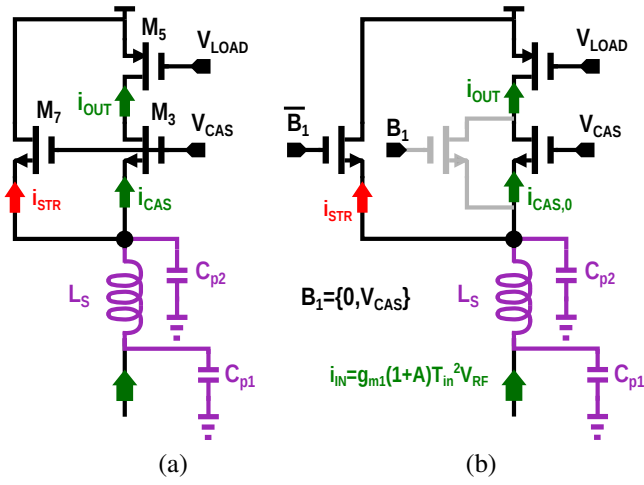 M5
VLOAD
iOUT
M7
M3
VCAS
iSTR
iCAS
LS
Cp2
Cp1
(a)
VLOAD
iOUT
B̅1
B1
VCAS
iSTR
iCAS,0
LS
Cp2
B1={0,VCAS}
iIN=gm1(1+A)Tin²VRF
Cp1
(b)